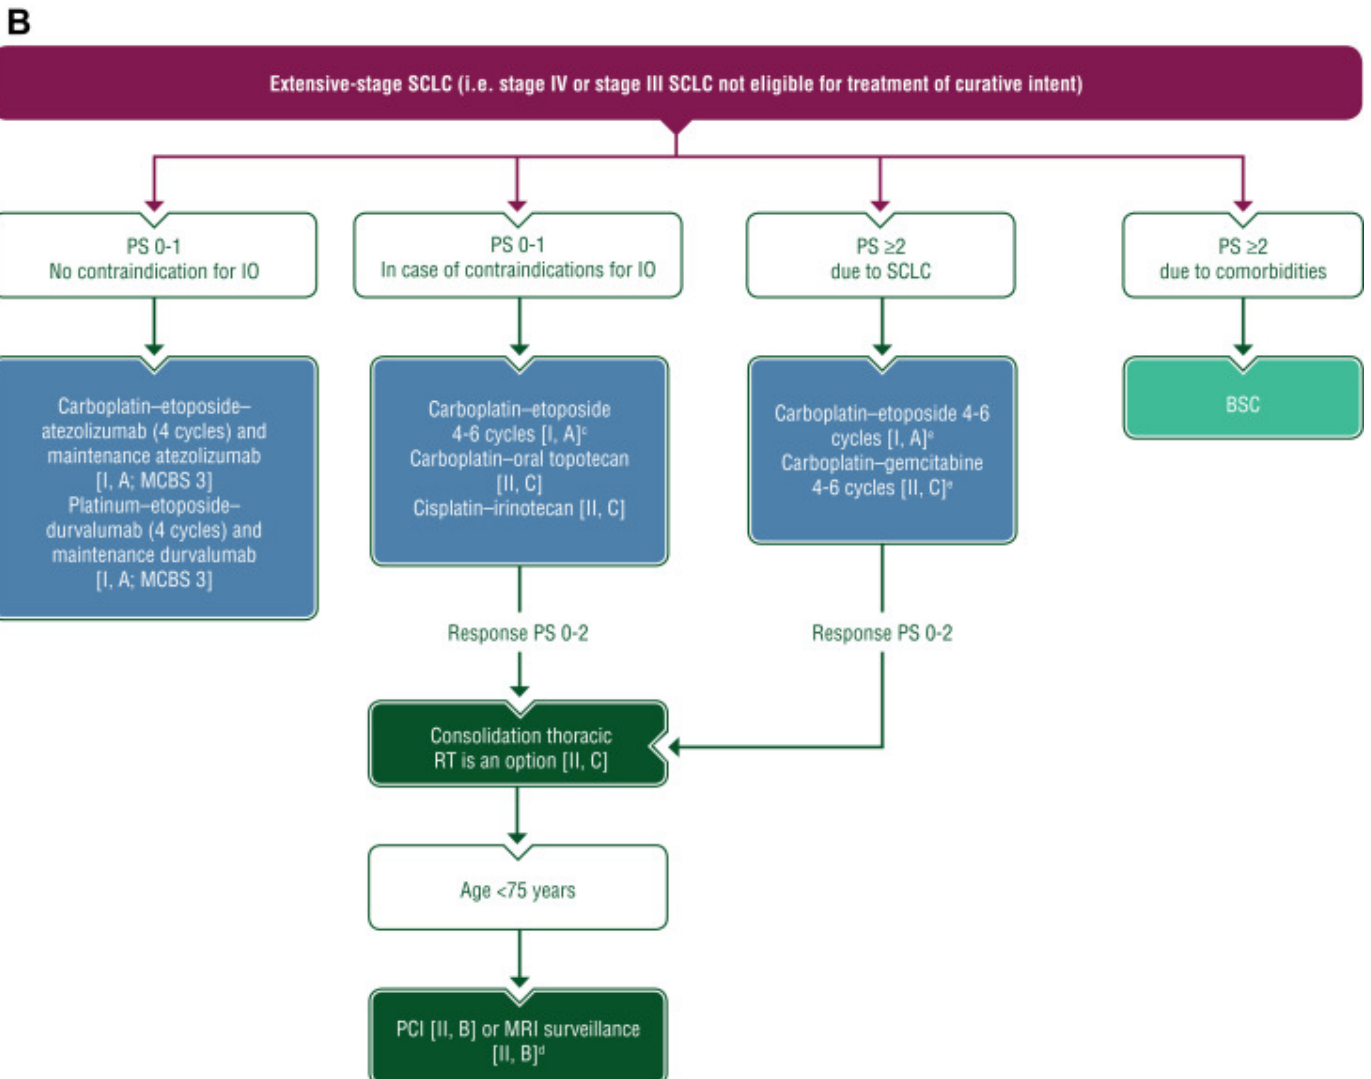 B
Extensive-stage SCLC (i.e. stage IV or stage III SCLC not eligible for treatment of curative intent)
PS 0-1
No contraindication for IO
PS 0-1
In case of contraindications for IO
PS ≥2
due to SCLC
PS ≥2
due to comorbidities
Carboplatin–etoposide–
atezolizumab (4 cycles) and
maintenance atezolizumab
[I, A; MCBS 3]
Platinum–etoposide–
durvalumab (4 cycles) and
maintenance durvalumab
[I, A; MCBS 3]
Carboplatin–etoposide
4-6 cycles [I, A]ᶜ
Carboplatin–oral topotecan
[II, C]
Cisplatin–irinotecan [II, C]
Carboplatin–etoposide 4-6
cycles [I, A]ᵉ
Carboplatin–gemcitabine
4-6 cycles [II, C]ᵉ
BSC
Response PS 0-2
Response PS 0-2
Consolidation thoracic
RT is an option [II, C]
Age <75 years
PCI [II, B] or MRI surveillance
[II, B]ᵈ